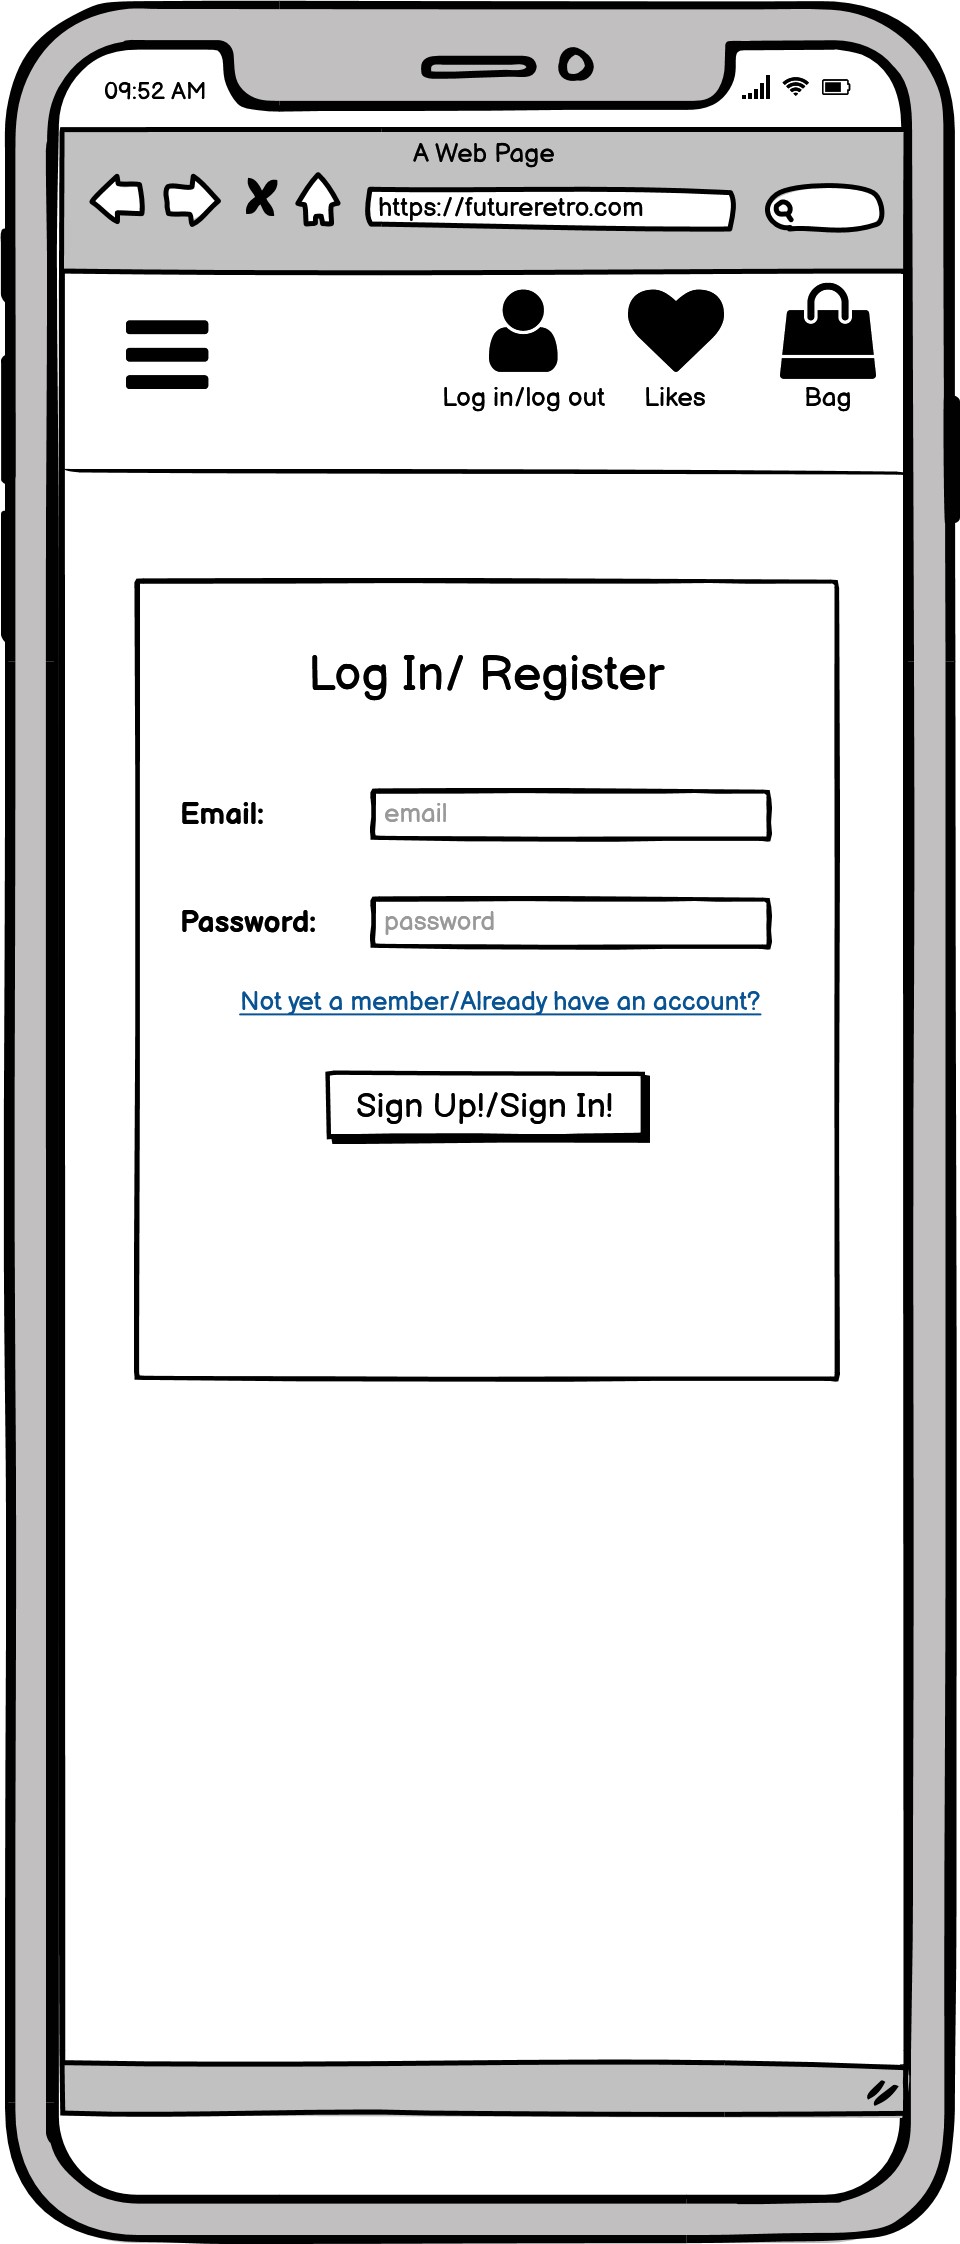 09:52 AM
A Web Page
https://futureretro.com
Log in/log out
Likes
Bag
Log In/ Register
Email:
email
Password:
password
Not yet a member/Already have an account?
Sign Up!/Sign In!